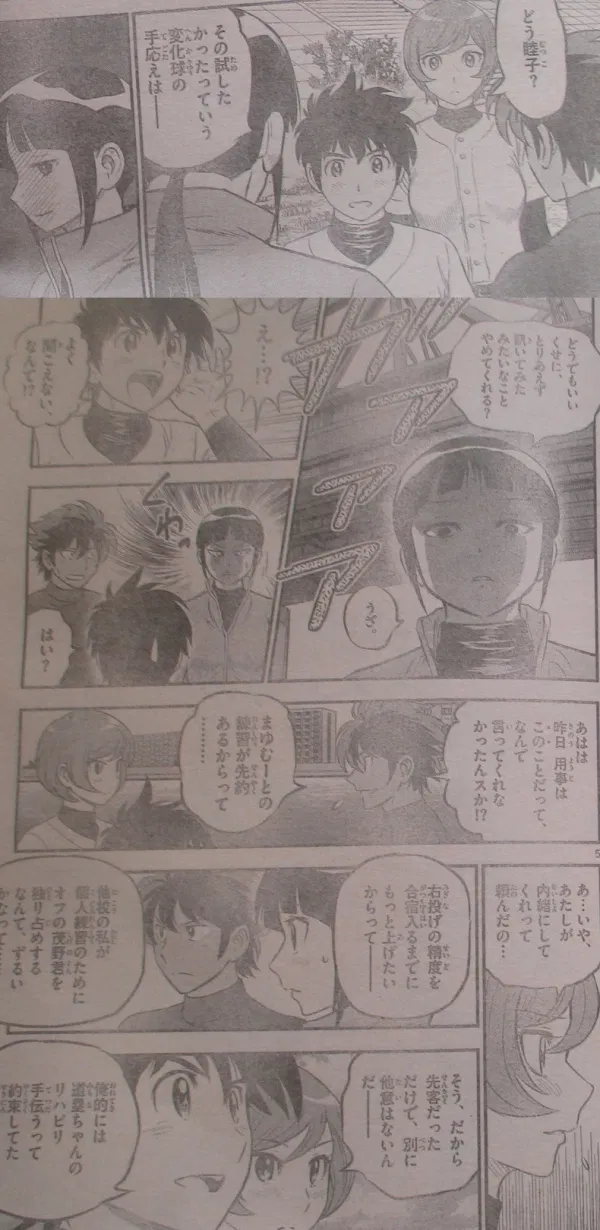 どう睦子?
その試した
かったっていう
変化球の
手応えは──
どうでもいい
くせに、
とりあえず
訊いてみた
みたいなこと
やめてくれる?
うざ。
え…!?
よく
聞こえない、
なんて!?
くわっ
はい?
あはは
昨日 用事は
このことだって、
なんで
言ってくれな
かったんスか!?
まゆむーとの
練習が先約
あるからって
…………
あ…いや、
あたしが
内緒にして
くれって
頼んだの…
右投げの精度を
合宿入るまでに
もっと上げたい
からって──
他校の私が
個人練習のために
オフの茂野君を
独り占めする
なんて、ずるい
かなって……
そう、だから
先客だった
だけで、別に
他意はないん
だ──
俺的には
道塁ちゃんの
リハビリ
手伝うって
約束してた